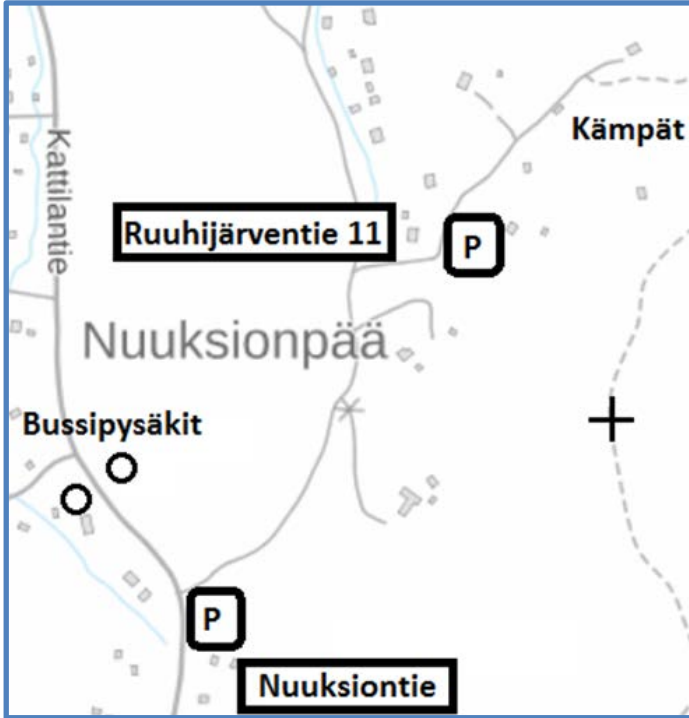 Kämpät
Kattilantie
Ruuhijärventie 11
P
Nuuksionpää
Bussipysäkit
P
Nuuksiontie